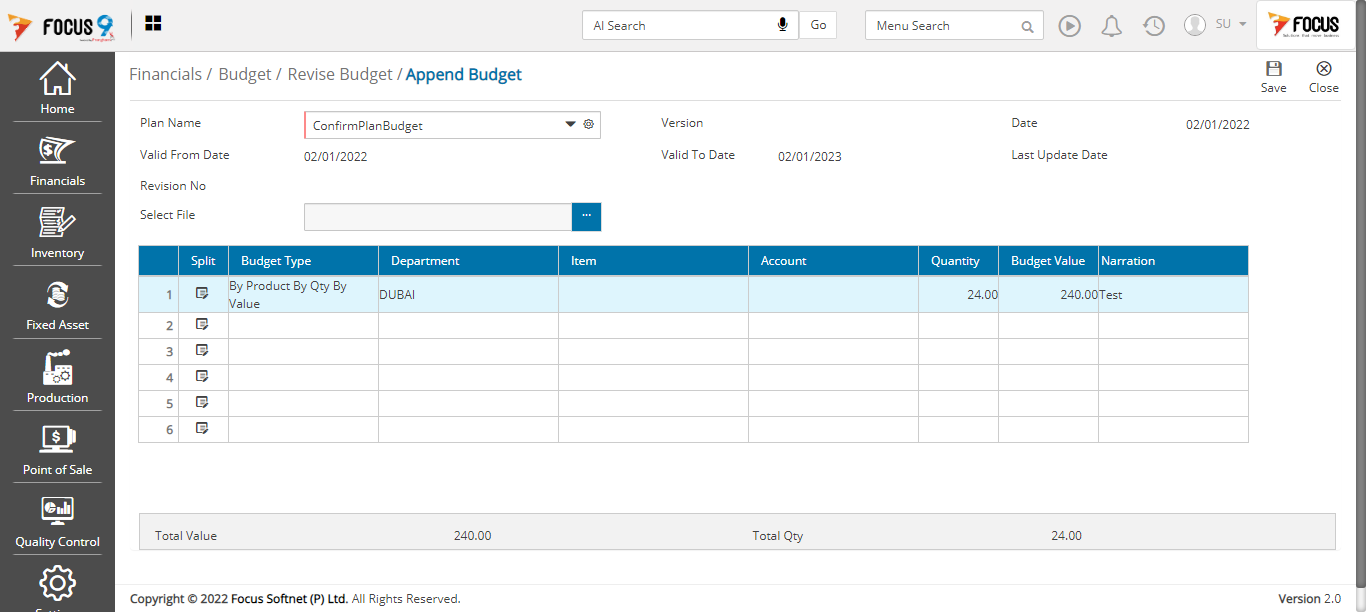 FOCUS 9
AI Search
Go
Menu Search
SU
FOCUS
Home
Financials
Inventory
Fixed Asset
Production
Point of Sale
Quality Control
Financials / Budget / Revise Budget / Append Budget
Save
Close
Plan Name ConfirmPlanBudget Version Date 02/01/2022
Valid From Date 02/01/2022 Valid To Date 02/01/2023 Last Update Date
Revision No
Select File ...
Split Budget Type Department Item Account Quantity Budget Value Narration
1 By Product By Qty By Value DUBAI 24.00 240.00 Test
2
3
4
5
6
Total Value 240.00 Total Qty 24.00
Copyright © 2022 Focus Softnet (P) Ltd. All Rights Reserved. Version 2.0